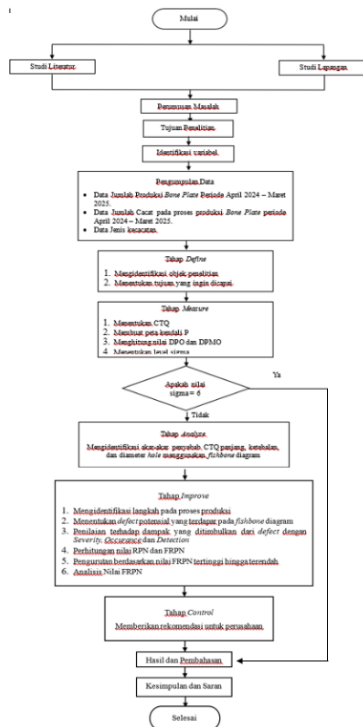 Mulai
Studi Literatur
Studi Lapangan
Perumusan Masalah
Tujuan Penelitian
Identifikasi variabel
Pengumpulan Data
• Data Jumlah Produksi Bone Plate Periode April 2024 – Maret
2025.
• Data Jumlah Cacat pada proses produksi Bone Plate periode
April 2024 – Maret 2025.
• Data Jenis kecacatan.
Tahap Define
1. Mengidentifikasi objek penelitian
2. Menentukan tujuan yang ingin dicapai.
Tahap Measure
1. Menentukan CTQ
2. Membuat peta kendali P
3. Menghitung nilai DPO dan DPMO
4. Menentukan level sigma
Apakah nilai
sigma = 6
Ya
Tidak
Tahap Analyze
Mengidentifikasi akar-akar penyebab CTQ panjang, ketebalan,
dan diameter hole menggunakan fishbone diagram
Tahap Improve
1. Mengidentifikasi langkah pada proses produksi
2. Menentukan defect potensial yang terdapat pada fishbone diagram
3. Penilaian terhadap dampak yang ditimbulkan dari defect dengan
Severity, Occurance dan Detection
4. Perhitungan nilai RPN dan FRPN
5. Pengurutan berdasarkan nilai FRPN tertinggi hingga terendah
6. Analisis Nilai FRPN
Tahap Control
Memberikan rekomendasi untuk perusahaan
Hasil dan Pembahasan
Kesimpulan dan Saran
Selesai